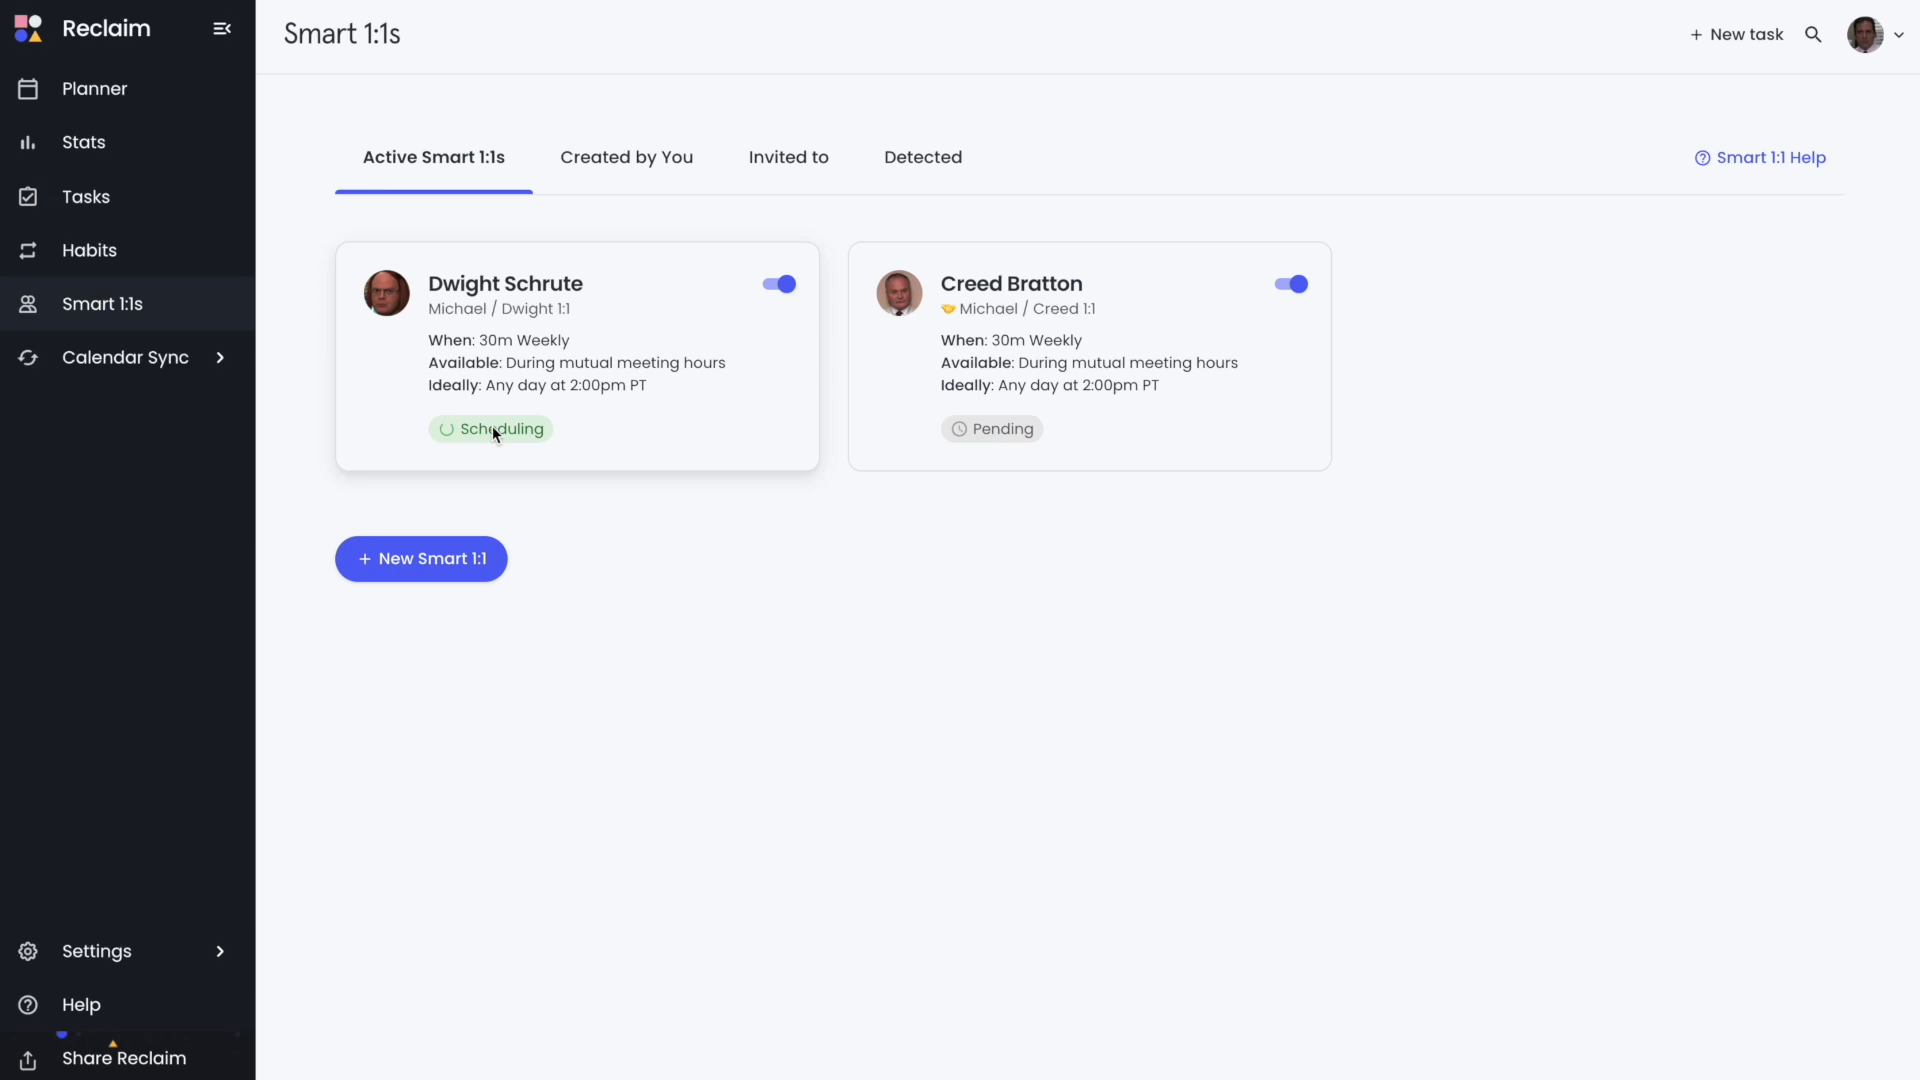 Reclaim
Planner
Stats
Tasks
Habits
Smart 1:1s
Calendar Sync
Settings
Help
Share Reclaim
Smart 1:1s
+ New task
Active Smart 1:1s
Created by You
Invited to
Detected
Smart 1:1 Help
Dwight Schrute
Michael / Dwight 1:1
When: 30m Weekly
Available: During mutual meeting hours
Ideally: Any day at 2:00pm PT
Scheduling
Creed Bratton
🤝 Michael / Creed 1:1
When: 30m Weekly
Available: During mutual meeting hours
Ideally: Any day at 2:00pm PT
Pending
+ New Smart 1:1